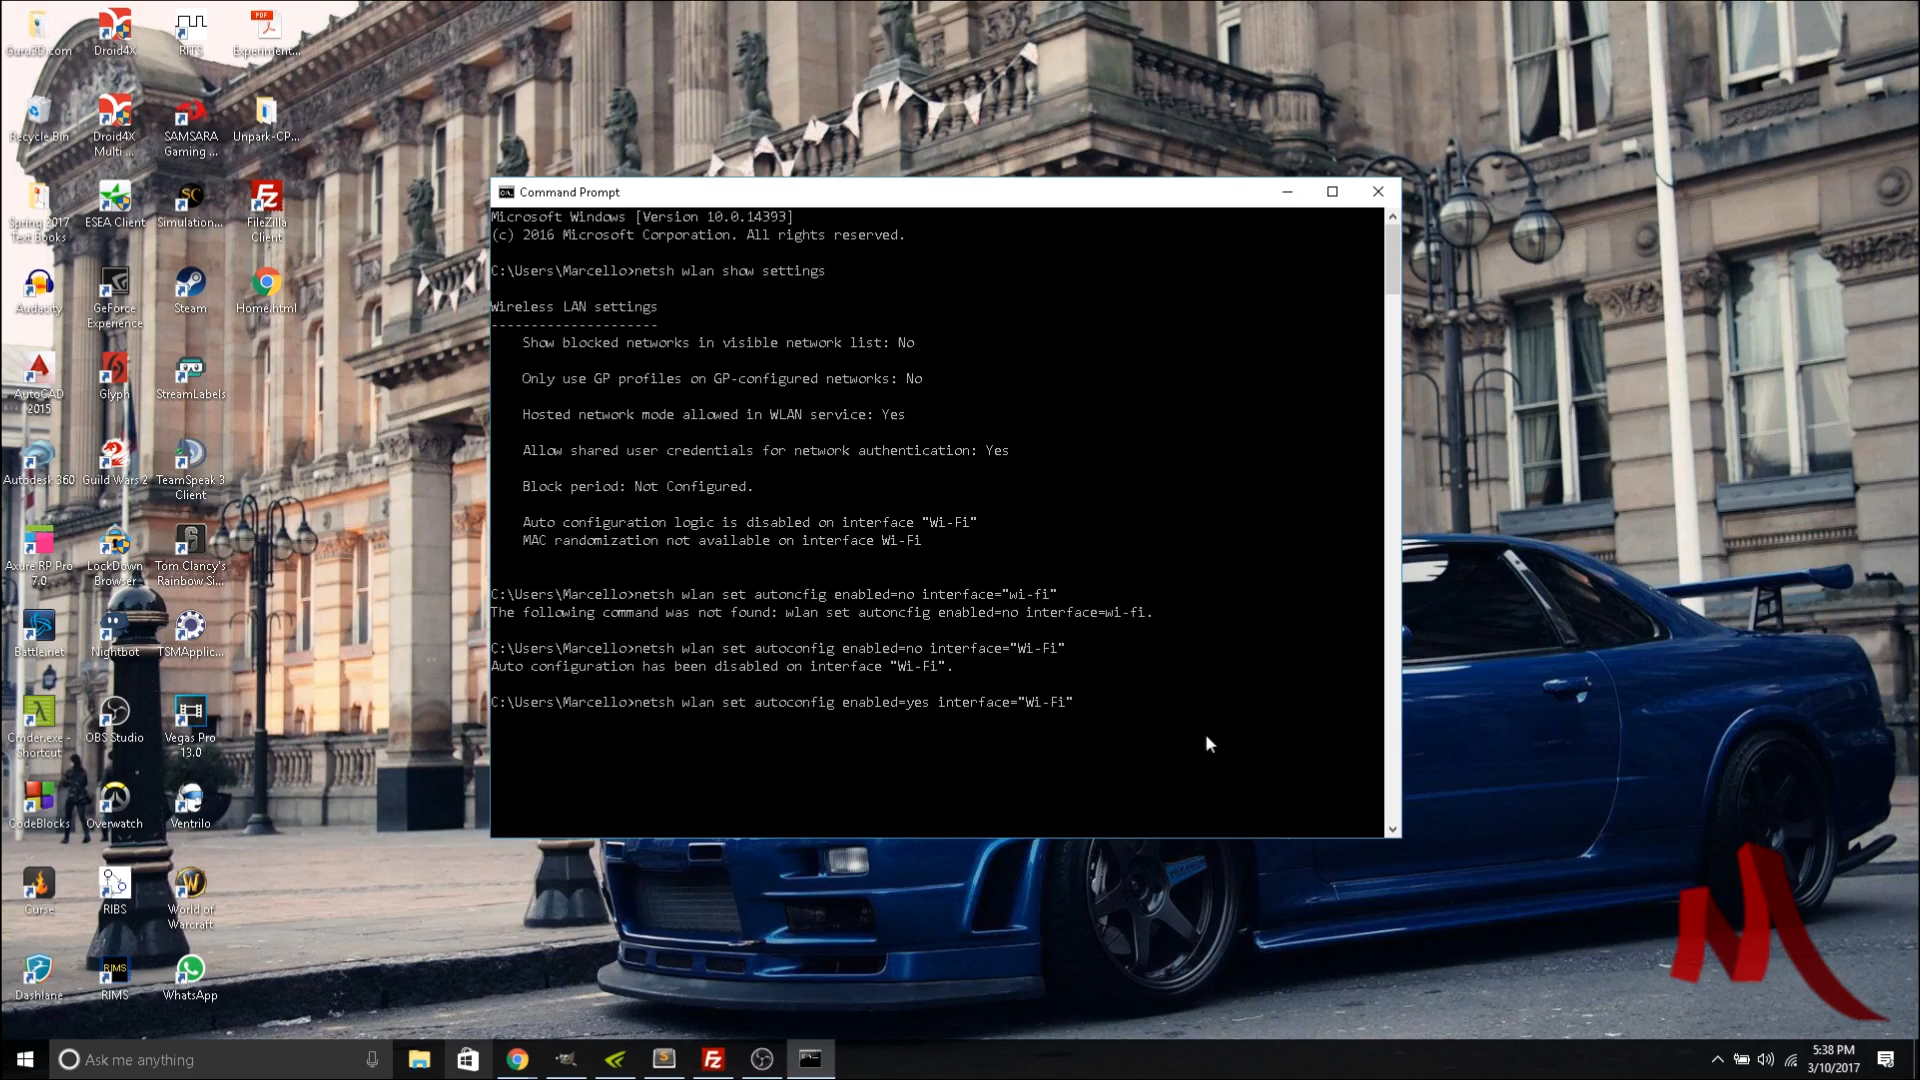 Guru3D.com
Droid4X
RITS
Experiment...
Recycle Bin
Droid4X
Multi ...
SAMSARA
Gaming ...
Unpark-CP...
Spring 2017
Text Books
ESEA Client
Simulation...
FileZilla
Client
Audacity
GeForce
Experience
Steam
Home.html
AutoCAD
2015
Glyph
StreamLabels
Autodesk 360
Guild Wars 2
TeamSpeak 3
Client
Axure RP Pro
7.0
LockDown
Browser
Tom Clancy's
Rainbow Si...
Battle.net
Nightbot
TSMApplic...
Cmder.exe -
Shortcut
OBS Studio
Vegas Pro
13.0
CodeBlocks
Overwatch
Ventrilo
Curse
RIBS
World of
Warcraft
Dashlane
RIMS
RIMS
WhatsApp
PDF
Command Prompt
Microsoft Windows [Version 10.0.14393]
(c) 2016 Microsoft Corporation. All rights reserved.
C:\Users\Marcello>netsh wlan show settings
Wireless LAN settings
---------------------
Show blocked networks in visible network list: No
Only use GP profiles on GP-configured networks: No
Hosted network mode allowed in WLAN service: Yes
Allow shared user credentials for network authentication: Yes
Block period: Not Configured.
Auto configuration logic is disabled on interface "Wi-Fi"
MAC randomization not available on interface Wi-Fi
C:\Users\Marcello>netsh wlan set autoncfig enabled=no interface="wi-fi"
The following command was not found: wlan set autoncfig enabled=no interface=wi-fi.
C:\Users\Marcello>netsh wlan set autoconfig enabled=no interface="Wi-Fi"
Auto configuration has been disabled on interface "Wi-Fi".
C:\Users\Marcello>netsh wlan set autoconfig enabled=yes interface="Wi-Fi"
Ask me anything
5:38 PM
3/10/2017